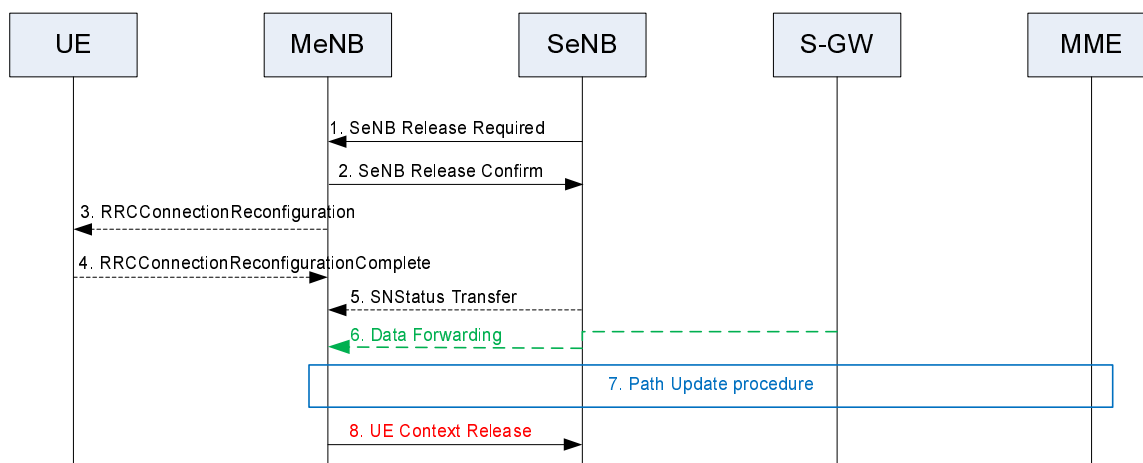 UE
MeNB
SeNB
S-GW
MME
1. SeNB Release Required
2. SeNB Release Confirm
3. RRCConnectionReconfiguration
4. RRCConnectionReconfigurationComplete
5. SNStatus Transfer
6. Data Forwarding
7. Path Update procedure
8. UE Context Release